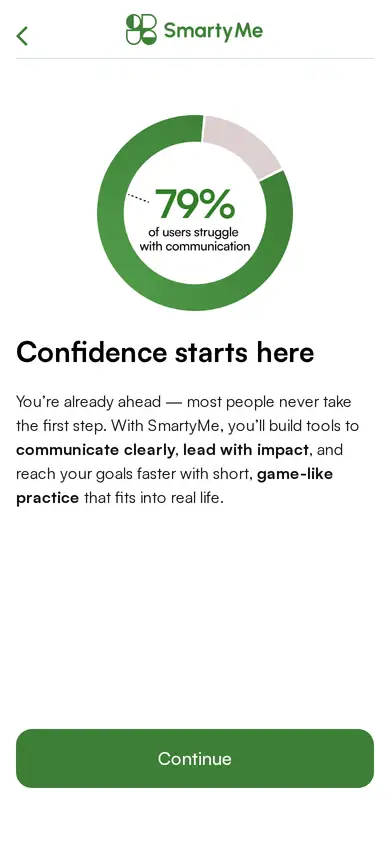 SmartyMe
79%
of users struggle
with communication
Confidence starts here
You’re already ahead — most people never take
the first step. With SmartyMe, you’ll build tools to
communicate clearly, lead with impact, and
reach your goals faster with short, game-like
practice that fits into real life.
Continue